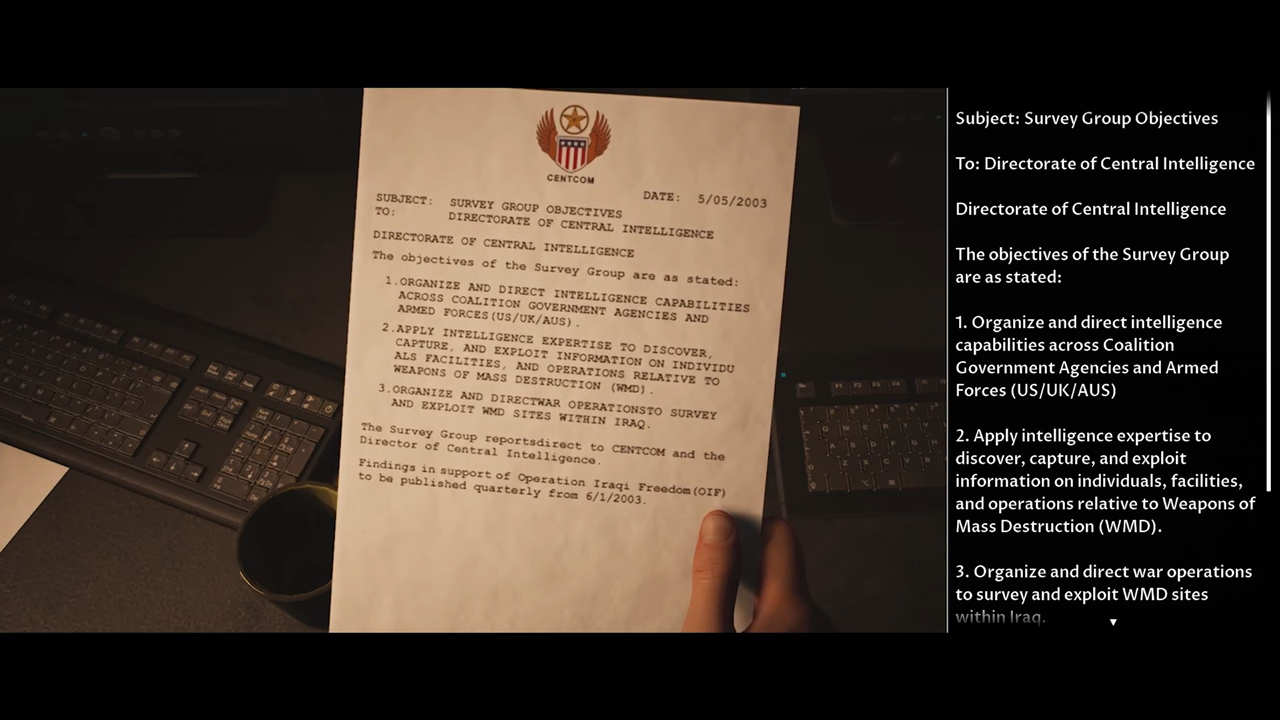 CENTCOM
DATE: 5/05/2003
SUBJECT: SURVEY GROUP OBJECTIVES
TO: DIRECTORATE OF CENTRAL INTELLIGENCE
DIRECTORATE OF CENTRAL INTELLIGENCE
The objectives of the Survey Group are as stated:
1.ORGANIZE AND DIRECT INTELLIGENCE CAPABILITIES
ACROSS COALITION GOVERNMENT AGENCIES AND
ARMED FORCES(US/UK/AUS).
2.APPLY INTELLIGENCE EXPERTISE TO DISCOVER,
CAPTURE, AND EXPLOIT INFORMATION ON INDIVIDU
ALS FACILITIES, AND OPERATIONS RELATIVE TO
WEAPONS OF MASS DESTRUCTION (WMD).
3.ORGANIZE AND DIRECTWAR OPERATIONSTO SURVEY
AND EXPLOIT WMD SITES WITHIN IRAQ.
The Survey Group reportsdirect to CENTCOM and the
Director of Central Intelligence.
Findings in support of Operation Iraqi Freedom(OIF)
to be published quarterly from 6/1/2003.
Subject: Survey Group Objectives
To: Directorate of Central Intelligence
Directorate of Central Intelligence
The objectives of the Survey Group
are as stated:
1. Organize and direct intelligence
capabilities across Coalition
Government Agencies and Armed
Forces (US/UK/AUS)
2. Apply intelligence expertise to
discover, capture, and exploit
information on individuals, facilities,
and operations relative to Weapons of
Mass Destruction (WMD).
3. Organize and direct war operations
to survey and exploit WMD sites
within Iraq.